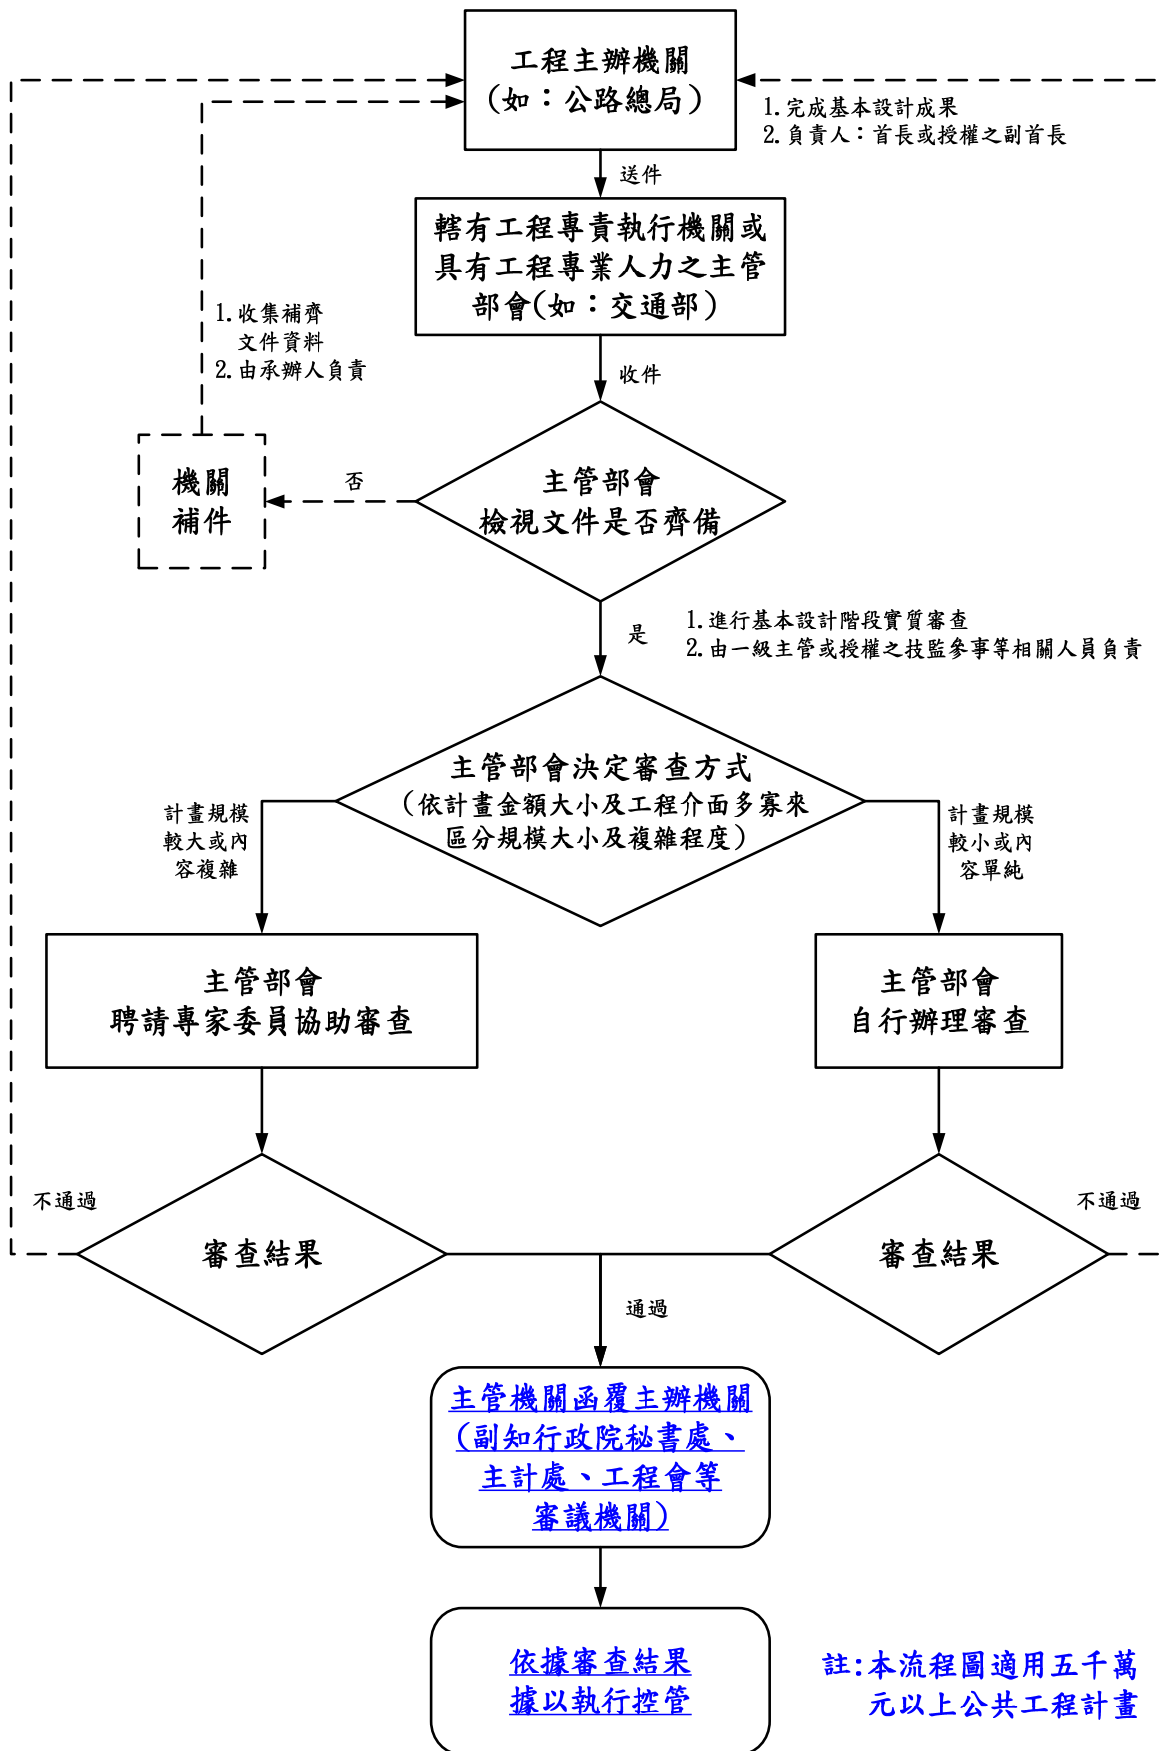 工程主辦機關
(如：公路總局)
1.完成基本設計成果
2.負責人：首長或授權之副首長
送件
轄有工程專責執行機關或
具有工程專業人力之主管
部會(如：交通部)
1.收集補齊
文件資料
2.由承辦人負責
收件
機關
補件
否
主管部會
檢視文件是否齊備
是
1.進行基本設計階段實質審查
2.由一級主管或授權之技監參事等相關人員負責
主管部會決定審查方式
(依計畫金額大小及工程介面多寡來
區分規模大小及複雜程度)
計畫規模
較大或內
容複雜
計畫規模
較小或內
容單純
主管部會
聘請專家委員協助審查
主管部會
自行辦理審查
不通過
審查結果
不通過
審查結果
通過
主管機關函覆主辦機關
(副知行政院秘書處、
主計處、工程會等
審議機關)
依據審查結果
據以執行控管
註:本流程圖適用五千萬
元以上公共工程計畫